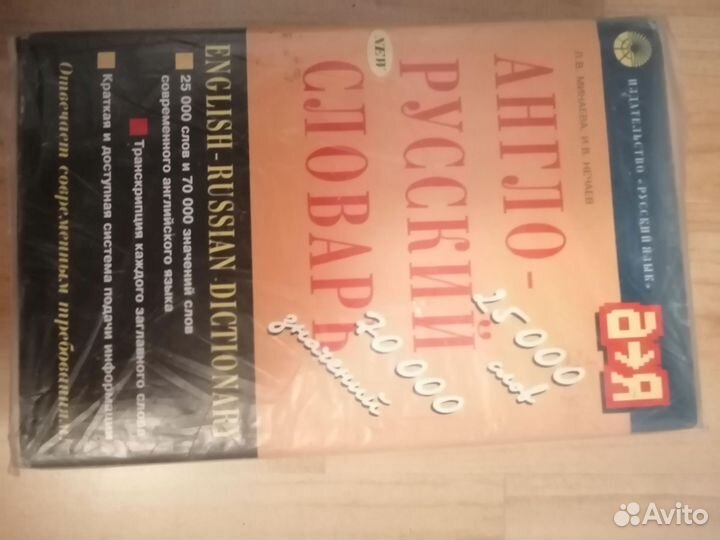 ИЗДАТЕЛЬСТВО «РУССКИЙ ЯЗЫК»
Л.В. МИНАЕВА, И.В. НЕЧАЕВ
АНГЛО-
РУССКИЙ
СЛОВАРЬ
NEW
а→я
25 000
слов
70 000
значений
ENGLISH-RUSSIAN DICTIONARY
25 000 слов и 70 000 значений слов
современного английского языка
Транскрипция каждого заглавного слова
Краткая и доступная система подачи информации
Отвечает современным требованиям
Avito